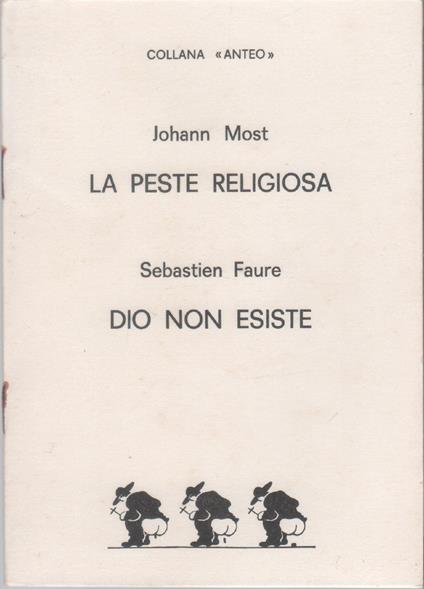 COLLANA «ANTEO»
Johann Most
LA PESTE RELIGIOSA
Sebastien Faure
DIO NON ESISTE